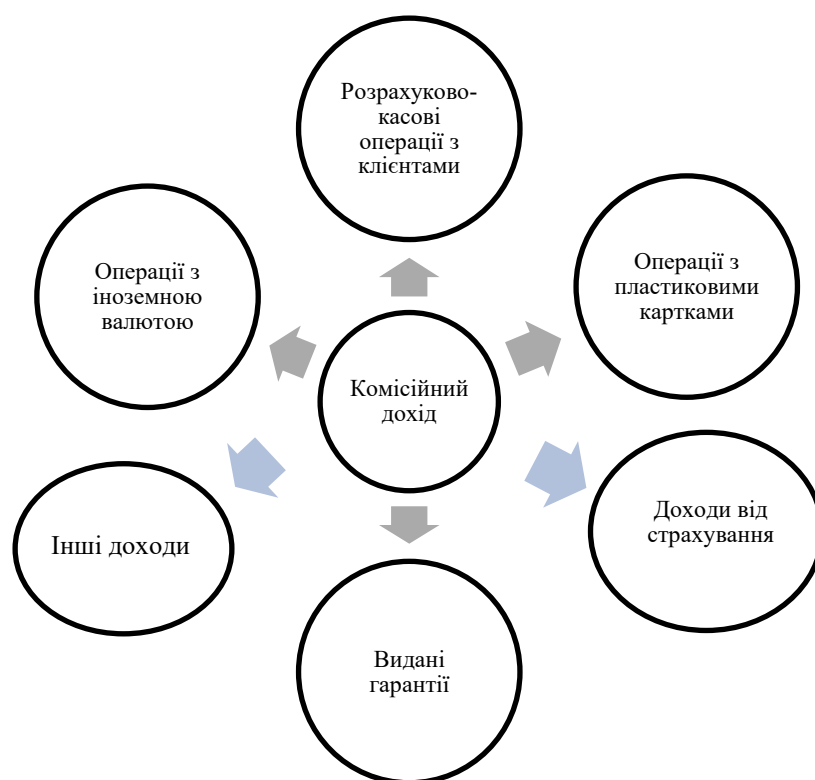 Розрахуково-
касові
операції з
клієнтами
Операції з
іноземною
валютою
Операції з
пластиковими
картками
Комісійний
дохід
Інші доходи
Доходи від
страхування
Видані
гарантії